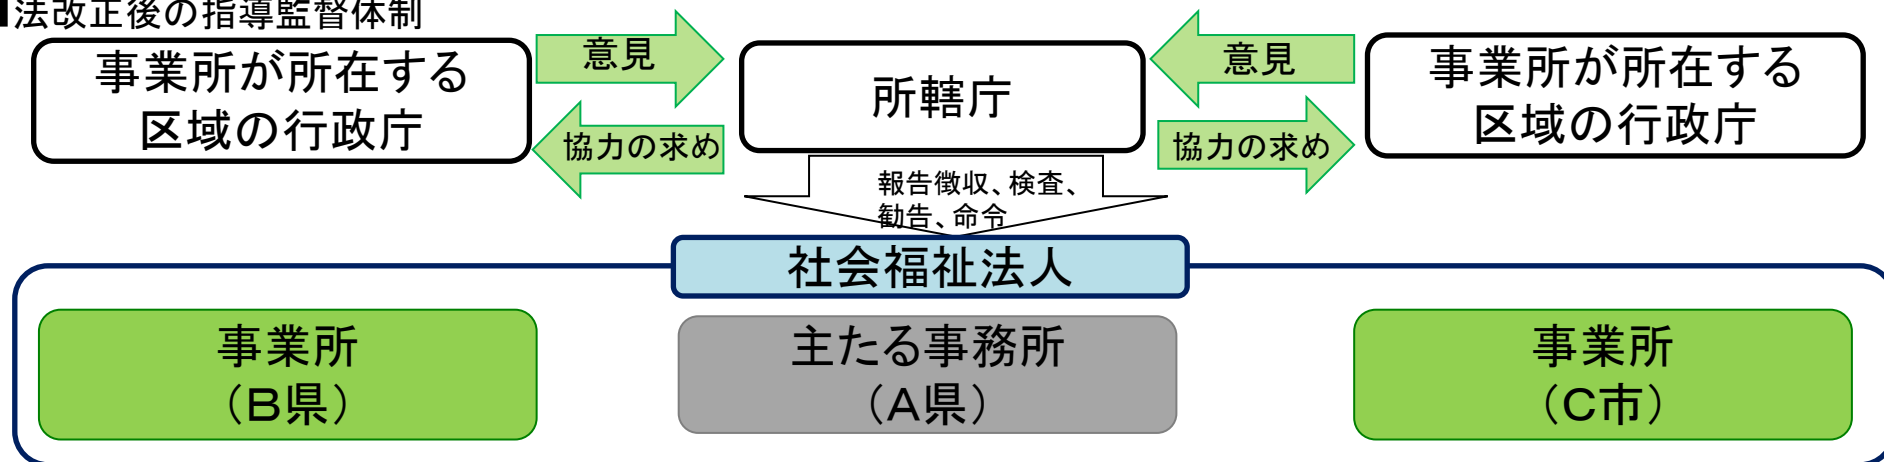 ■法改正後の指導監督体制
事業所が所在する
区域の行政庁
意見
協力の求め
所轄庁
意見
協力の求め
事業所が所在する
区域の行政庁
報告徴収、検査、
勧告、命令
社会福祉法人
事業所
（B県）
主たる事務所
（A県）
事業所
（C市）